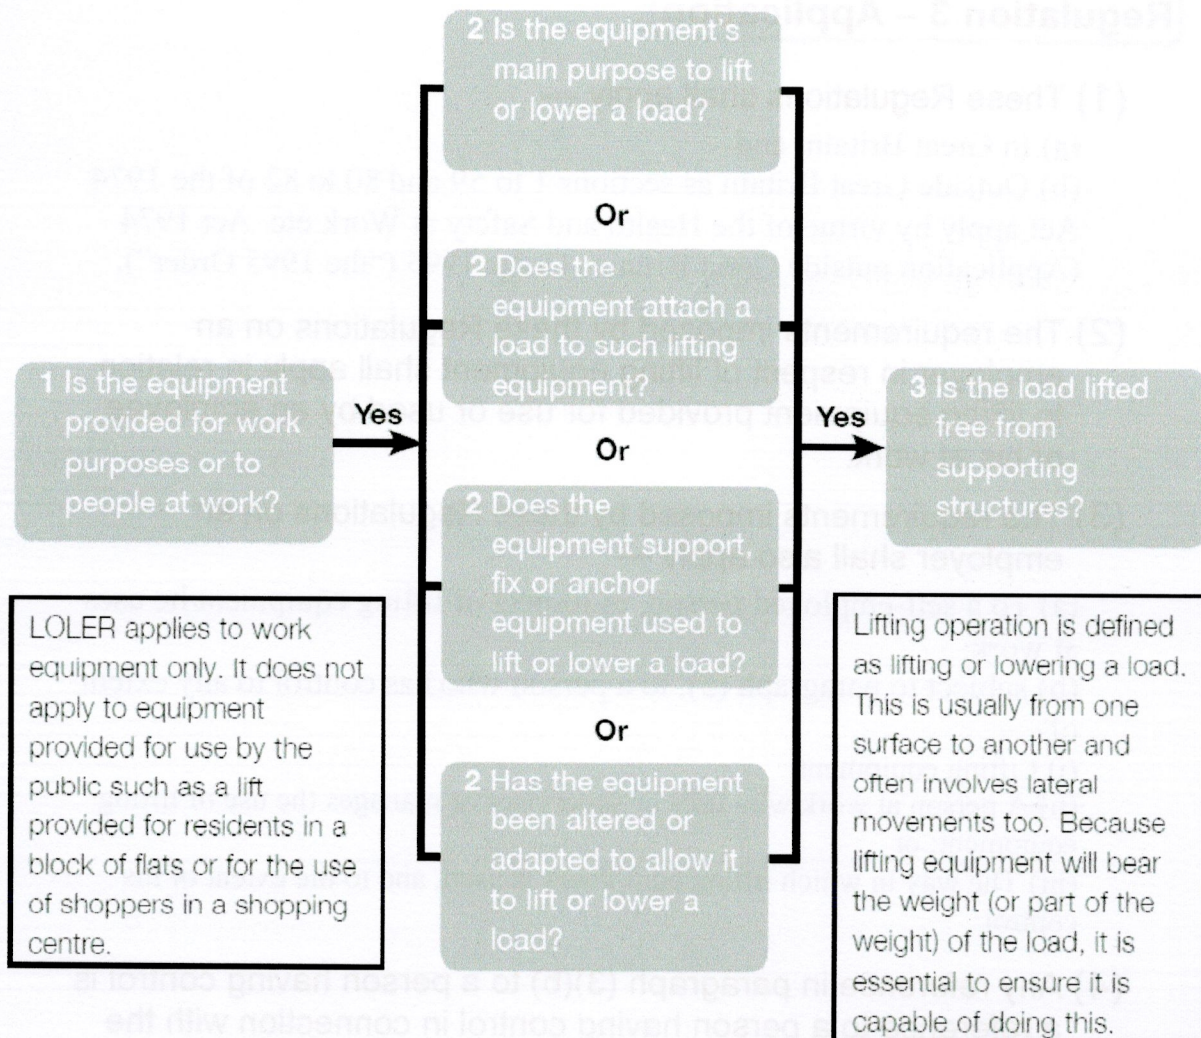 1 Is the equipment
provided for work
purposes or to
people at work?
Yes
2 Is the equipment's
main purpose to lift
or lower a load?
Or
2 Does the
equipment attach a
load to such lifting
equipment?
Or
2 Does the
equipment support,
fix or anchor
equipment used to
lift or lower a load?
Or
2 Has the equipment
been altered or
adapted to allow it
to lift or lower a
load?
Yes
3 Is the load lifted
free from
supporting
structures?
LOLER applies to work
equipment only. It does not
apply to equipment
provided for use by the
public such as a lift
provided for residents in a
block of flats or for the use
of shoppers in a shopping
centre.
Lifting operation is defined
as lifting or lowering a load.
This is usually from one
surface to another and
often involves lateral
movements too. Because
lifting equipment will bear
the weight (or part of the
weight) of the load, it is
essential to ensure it is
capable of doing this.